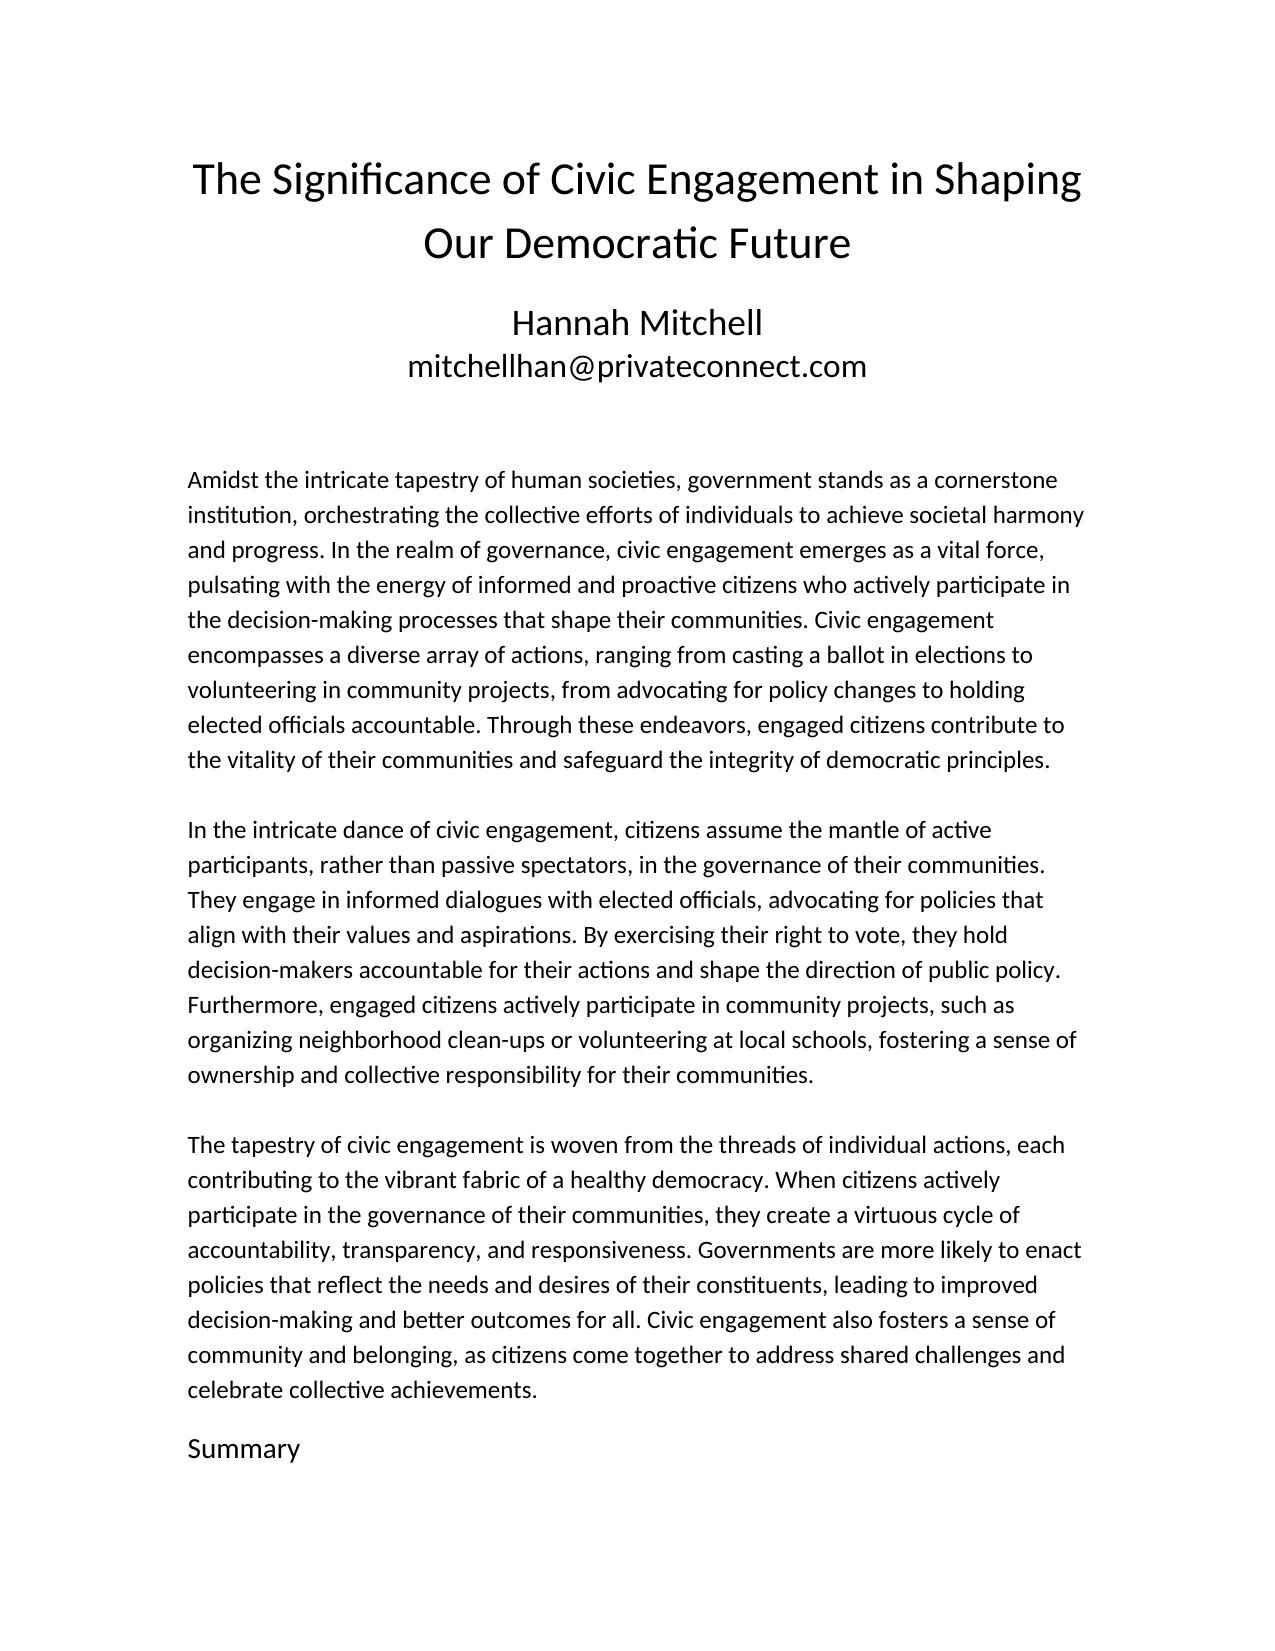 The Significance of Civic Engagement in Shaping
Our Democratic Future
Hannah Mitchell
mitchellhan@privateconnect.com
Amidst the intricate tapestry of human societies, government stands as a cornerstone
institution, orchestrating the collective efforts of individuals to achieve societal harmony
and progress. In the realm of governance, civic engagement emerges as a vital force,
pulsating with the energy of informed and proactive citizens who actively participate in
the decision-making processes that shape their communities. Civic engagement
encompasses a diverse array of actions, ranging from casting a ballot in elections to
volunteering in community projects, from advocating for policy changes to holding
elected officials accountable. Through these endeavors, engaged citizens contribute to
the vitality of their communities and safeguard the integrity of democratic principles.
In the intricate dance of civic engagement, citizens assume the mantle of active
participants, rather than passive spectators, in the governance of their communities.
They engage in informed dialogues with elected officials, advocating for policies that
align with their values and aspirations. By exercising their right to vote, they hold
decision-makers accountable for their actions and shape the direction of public policy.
Furthermore, engaged citizens actively participate in community projects, such as
organizing neighborhood clean-ups or volunteering at local schools, fostering a sense of
ownership and collective responsibility for their communities.
The tapestry of civic engagement is woven from the threads of individual actions, each
contributing to the vibrant fabric of a healthy democracy. When citizens actively
participate in the governance of their communities, they create a virtuous cycle of
accountability, transparency, and responsiveness. Governments are more likely to enact
policies that reflect the needs and desires of their constituents, leading to improved
decision-making and better outcomes for all. Civic engagement also fosters a sense of
community and belonging, as citizens come together to address shared challenges and
celebrate collective achievements.
Summary